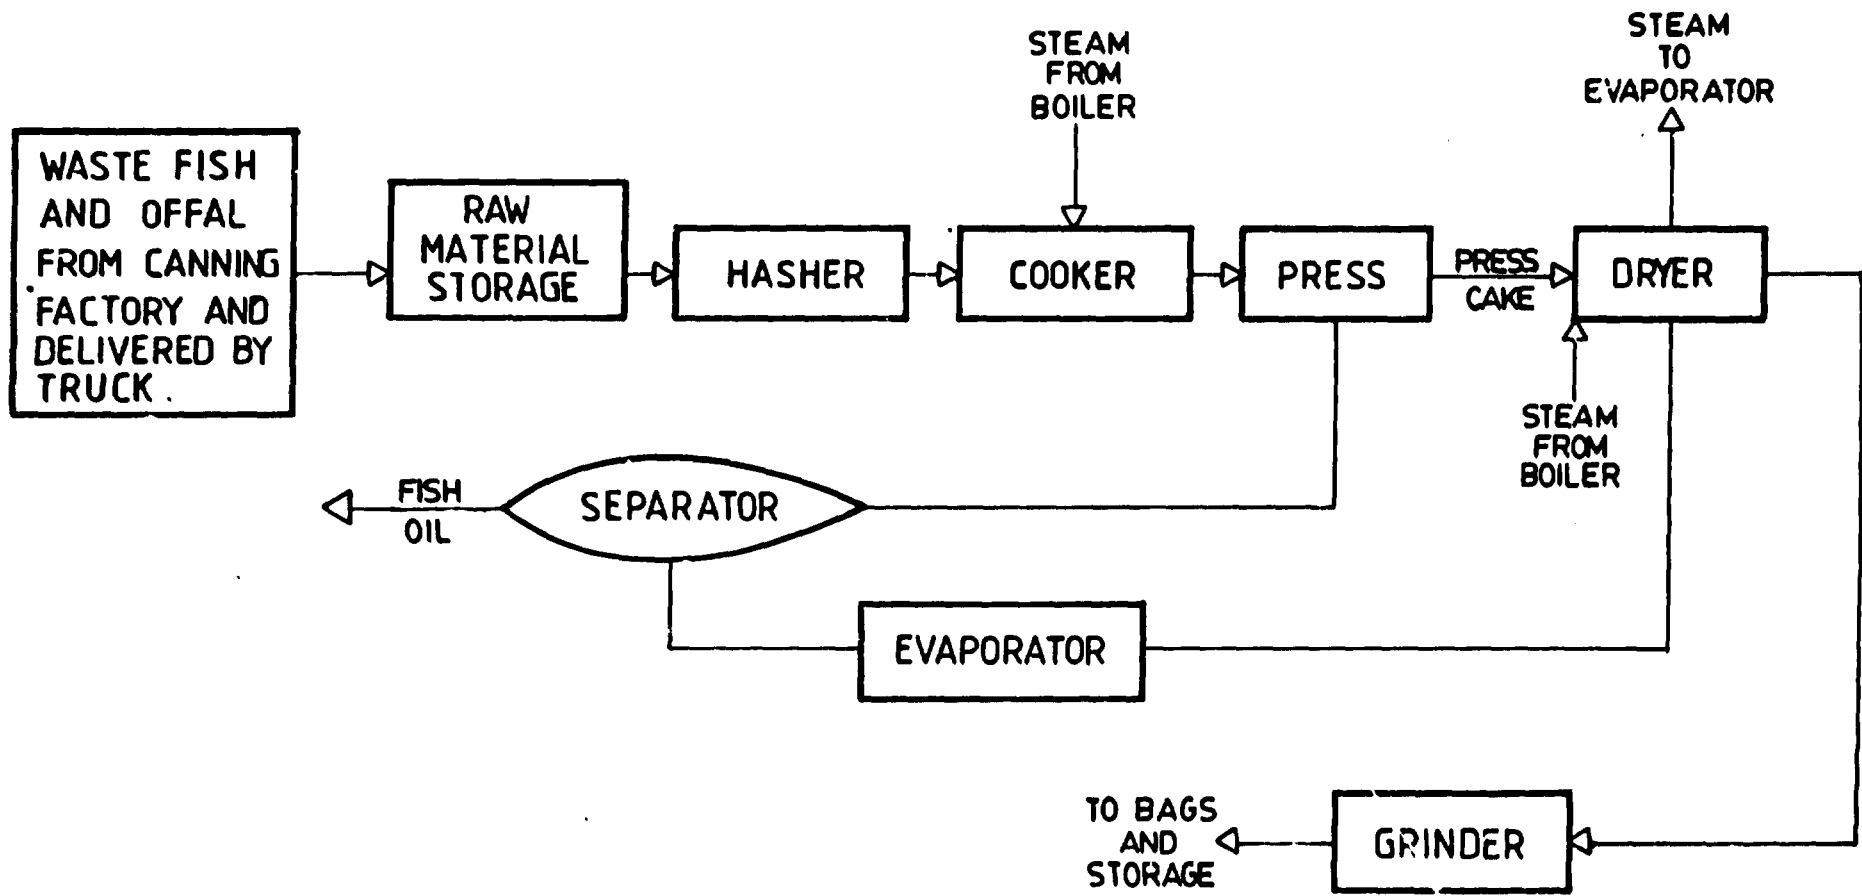 WASTE FISH
AND OFFAL
FROM CANNING
FACTORY AND
DELIVERED BY
TRUCK.
RAW
MATERIAL
STORAGE
HASHER
STEAM
FROM
BOILER
COOKER
PRESS
PRESS
CAKE
STEAM
TO
EVAPORATOR
DRYER
STEAM
FROM
BOILER
FISH
OIL
SEPARATOR
EVAPORATOR
TO BAGS
AND
STORAGE
GRINDER